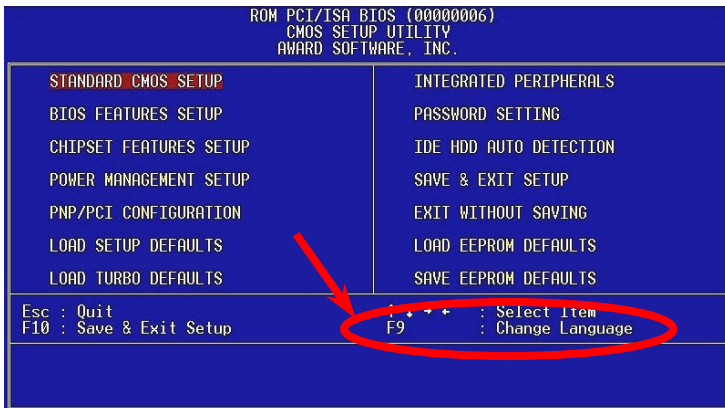 ROM PCI/ISA BIOS (00000006)
CMOS SETUP UTILITY
AWARD SOFTWARE, INC.
STANDARD CMOS SETUP
BIOS FEATURES SETUP
CHIPSET FEATURES SETUP
POWER MANAGEMENT SETUP
PNP/PCI CONFIGURATION
LOAD SETUP DEFAULTS
LOAD TURBO DEFAULTS
INTEGRATED PERIPHERALS
PASSWORD SETTING
IDE HDD AUTO DETECTION
SAVE & EXIT SETUP
EXIT WITHOUT SAVING
LOAD EEPROM DEFAULTS
SAVE EEPROM DEFAULTS
Esc : Quit
F10 : Save & Exit Setup
↑ ↓ → ← : Select Item
F9 : Change Language